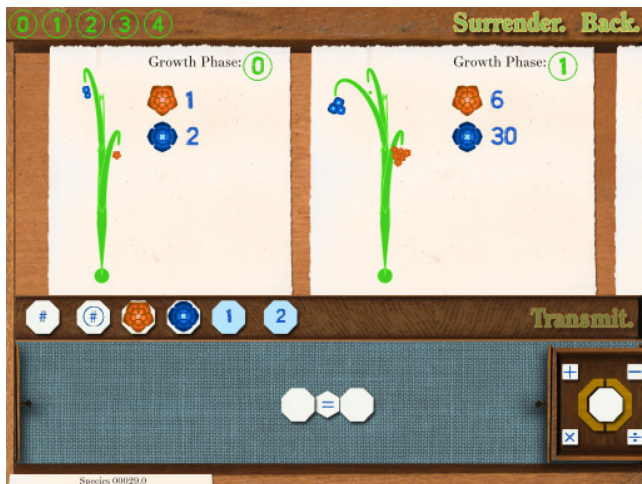 0 1 2 3 4
Surrender. Back.
Growth Phase: 0
1
2
Growth Phase: 1
6
30
# # 1 2
Transmit.
=
+ −
× ÷
Species 00029.0